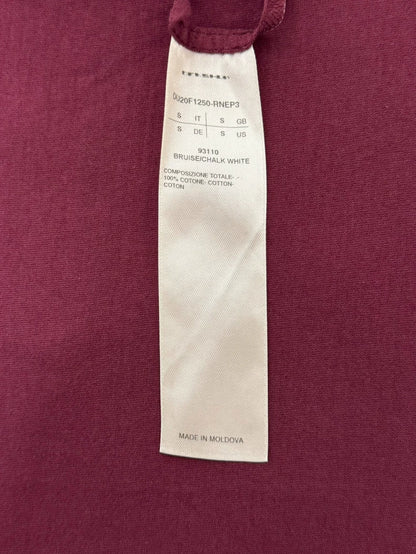 DU20F1250-RNEP3
S IT S GB
S DE S US
93110
BRUISE/CHALK WHITE
COMPOSIZIONE TOTALE- -
100% COTONE- COTTON-
COTON
MADE IN MOLDOVA